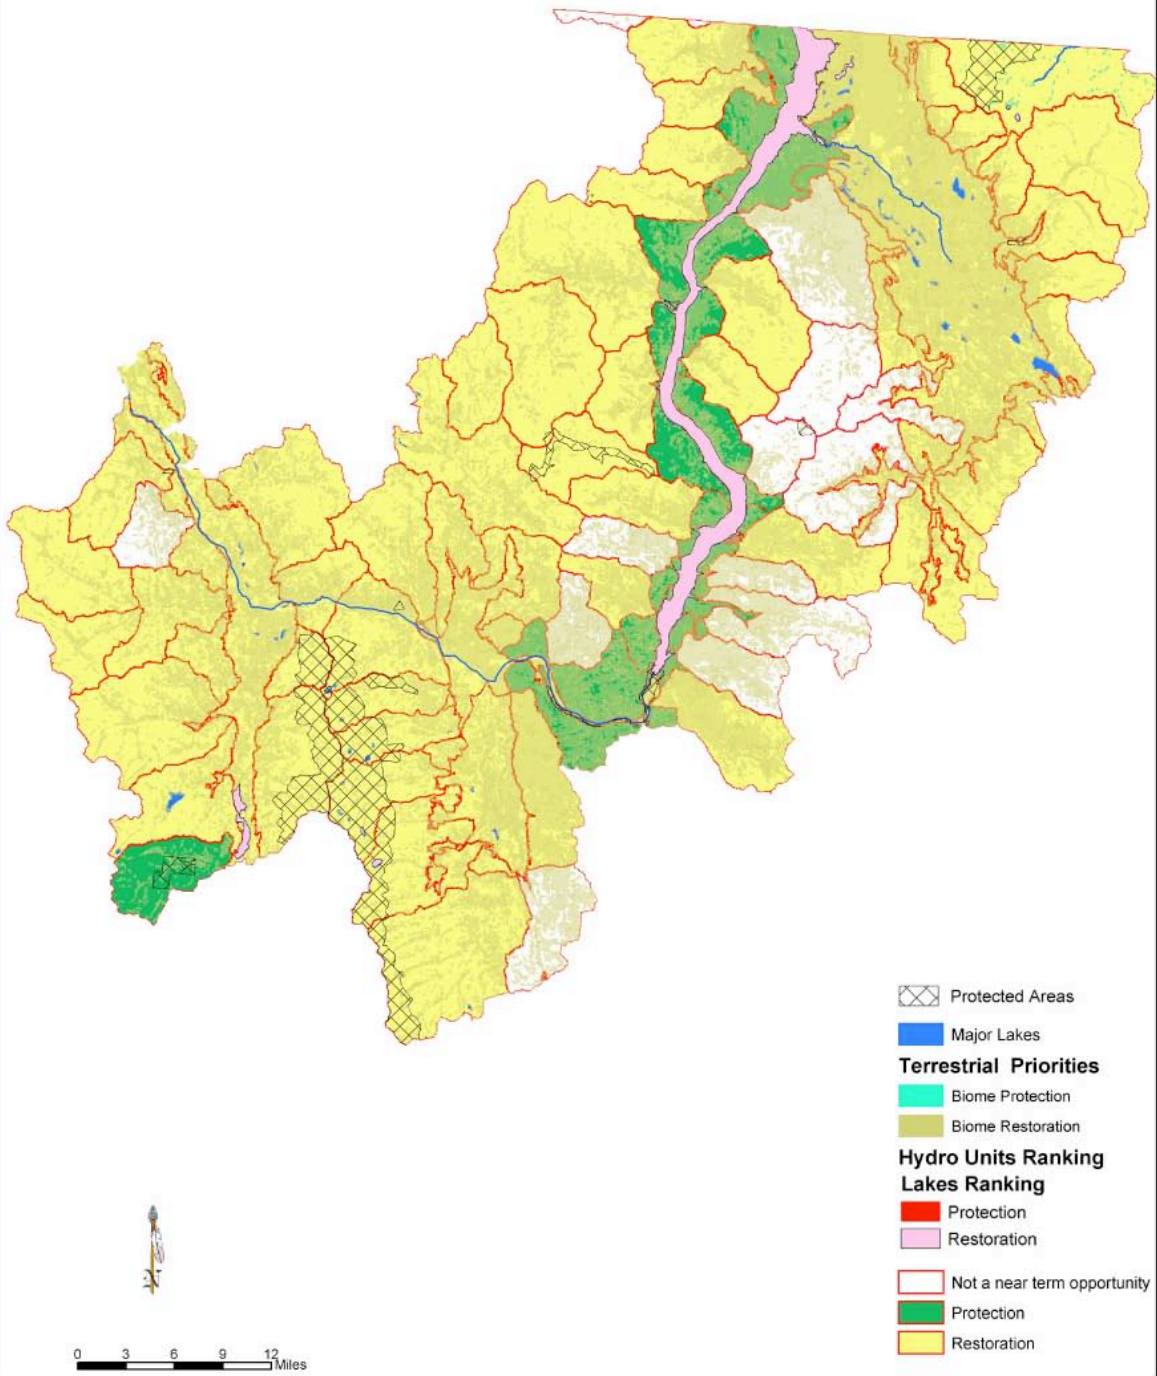 Protected Areas
Major Lakes
Terrestrial Priorities
Biome Protection
Biome Restoration
Hydro Units Ranking
Lakes Ranking
Protection
Restoration
Not a near term opportunity
Protection
Restoration
N
0 3 6 9 12
Miles